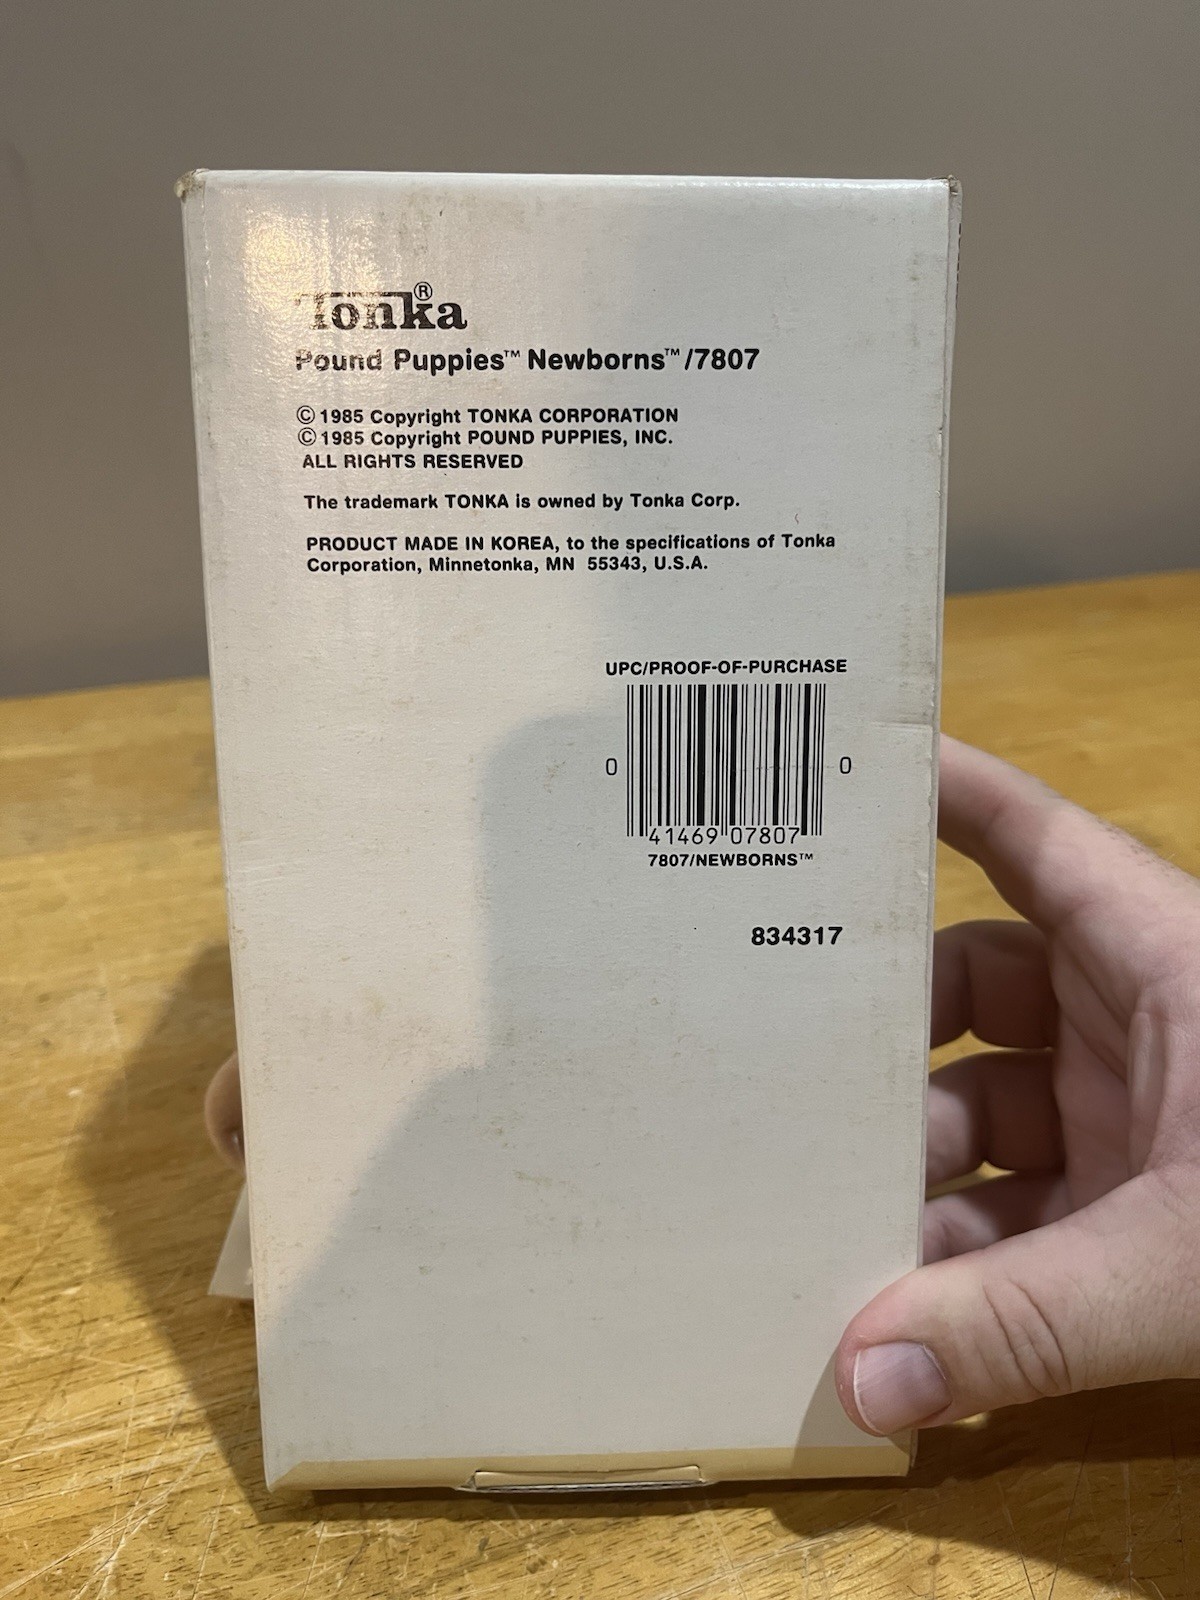 Tonka®
Pound Puppies™ Newborns™/7807
© 1985 Copyright TONKA CORPORATION
© 1985 Copyright POUND PUPPIES, INC.
ALL RIGHTS RESERVED
The trademark TONKA is owned by Tonka Corp.
PRODUCT MADE IN KOREA, to the specifications of Tonka
Corporation, Minnetonka, MN 55343, U.S.A.
UPC/PROOF-OF-PURCHASE
0 41469 07807 0
7807/NEWBORNS™
834317